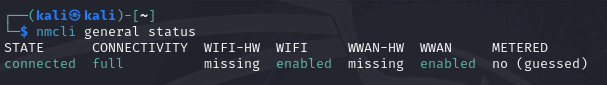 ┌──(kali㉿kali)-[~]
└─$ nmcli general status
STATE      CONNECTIVITY  WIFI-HW  WIFI     WWAN-HW  WWAN     METERED
connected  full          missing  enabled  missing  enabled  no (guessed)